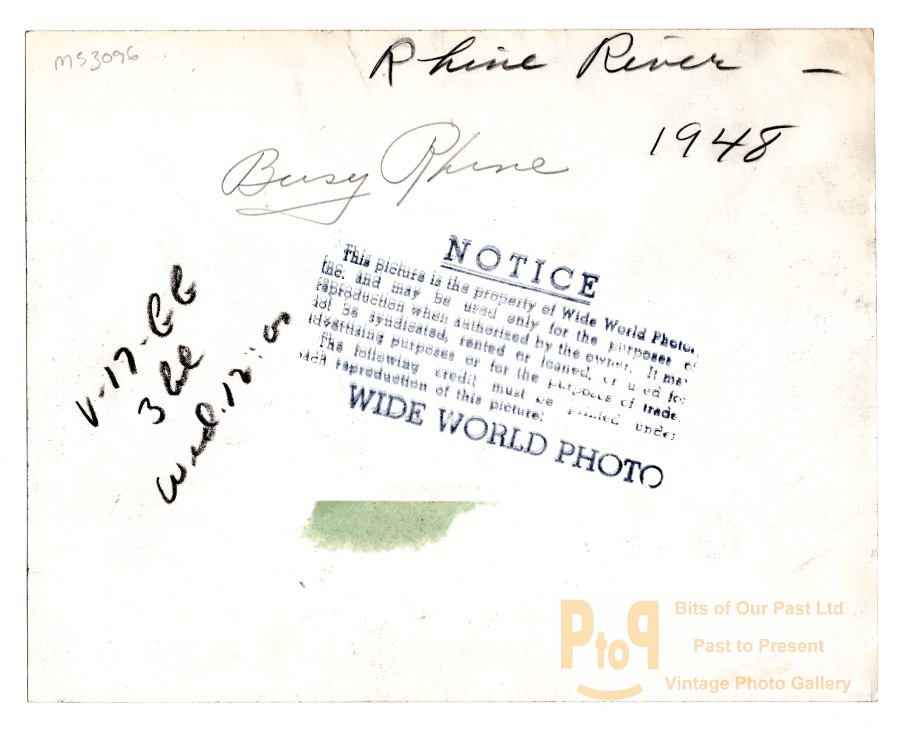 MS3096
Rhine River —
1948
Busy Rhine
NOTICE
This picture is the property of Wide World Photos,
Inc. and may be used only for the purposes of
reproduction when authorised by the owner. It may
not be syndicated, rented or loaned, or used for
advertising purposes or for the purposes of trade.
The following credit must be printed under
each reproduction of this picture:
WIDE WORLD PHOTO
3
Wed.
PtoP
Bits of Our Past Ltd
Past to Present
Vintage Photo Gallery